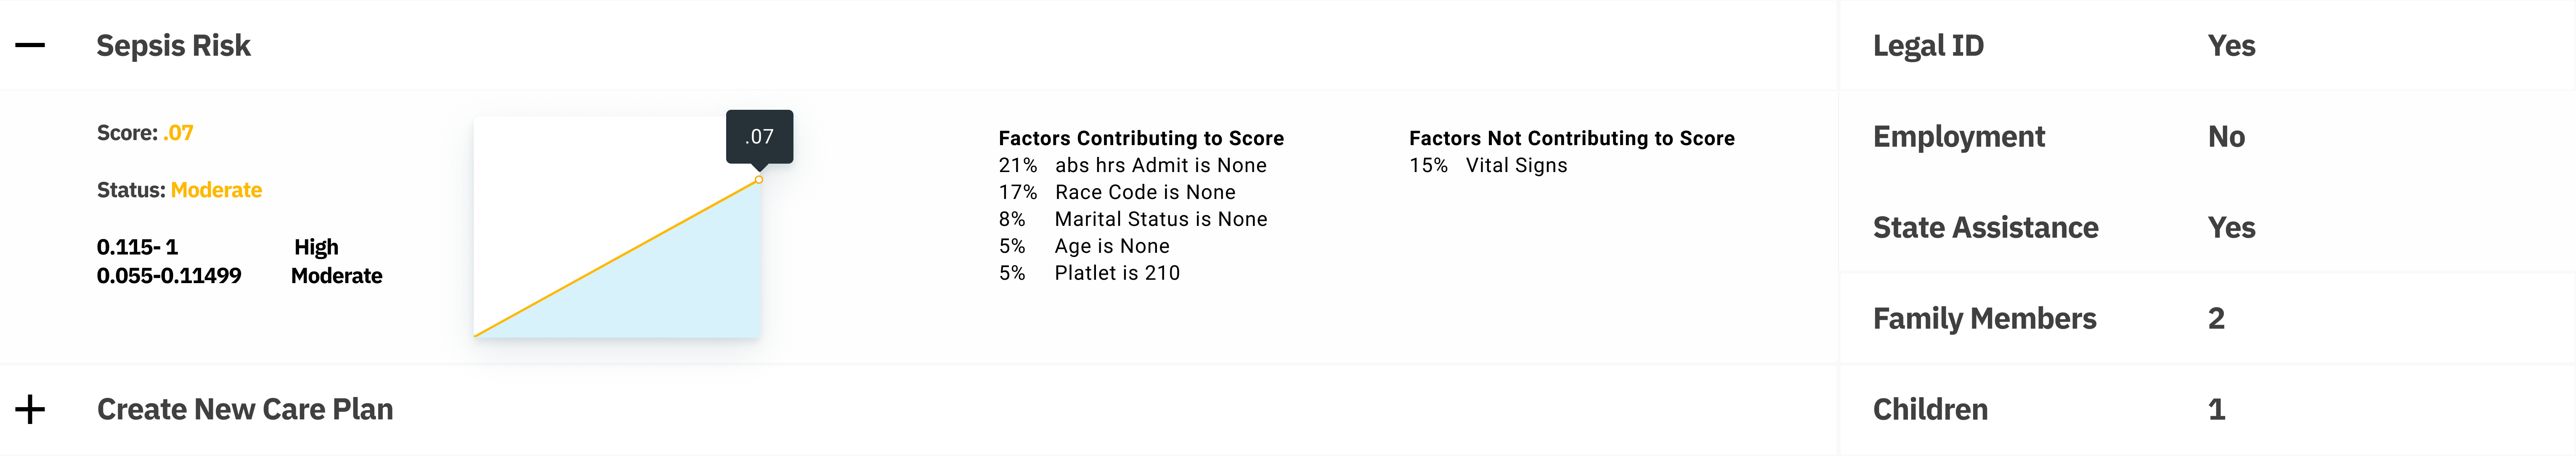 Sepsis Risk
Score: .07
Status: Moderate
0.115- 1 High
0.055-0.11499 Moderate
.07
Factors Contributing to Score
21% abs hrs Admit is None
17% Race Code is None
8% Marital Status is None
5% Age is None
5% Platlet is 210
Factors Not Contributing to Score
15% Vital Signs
Create New Care Plan
Legal ID Yes
Employment No
State Assistance Yes
Family Members 2
Children 1